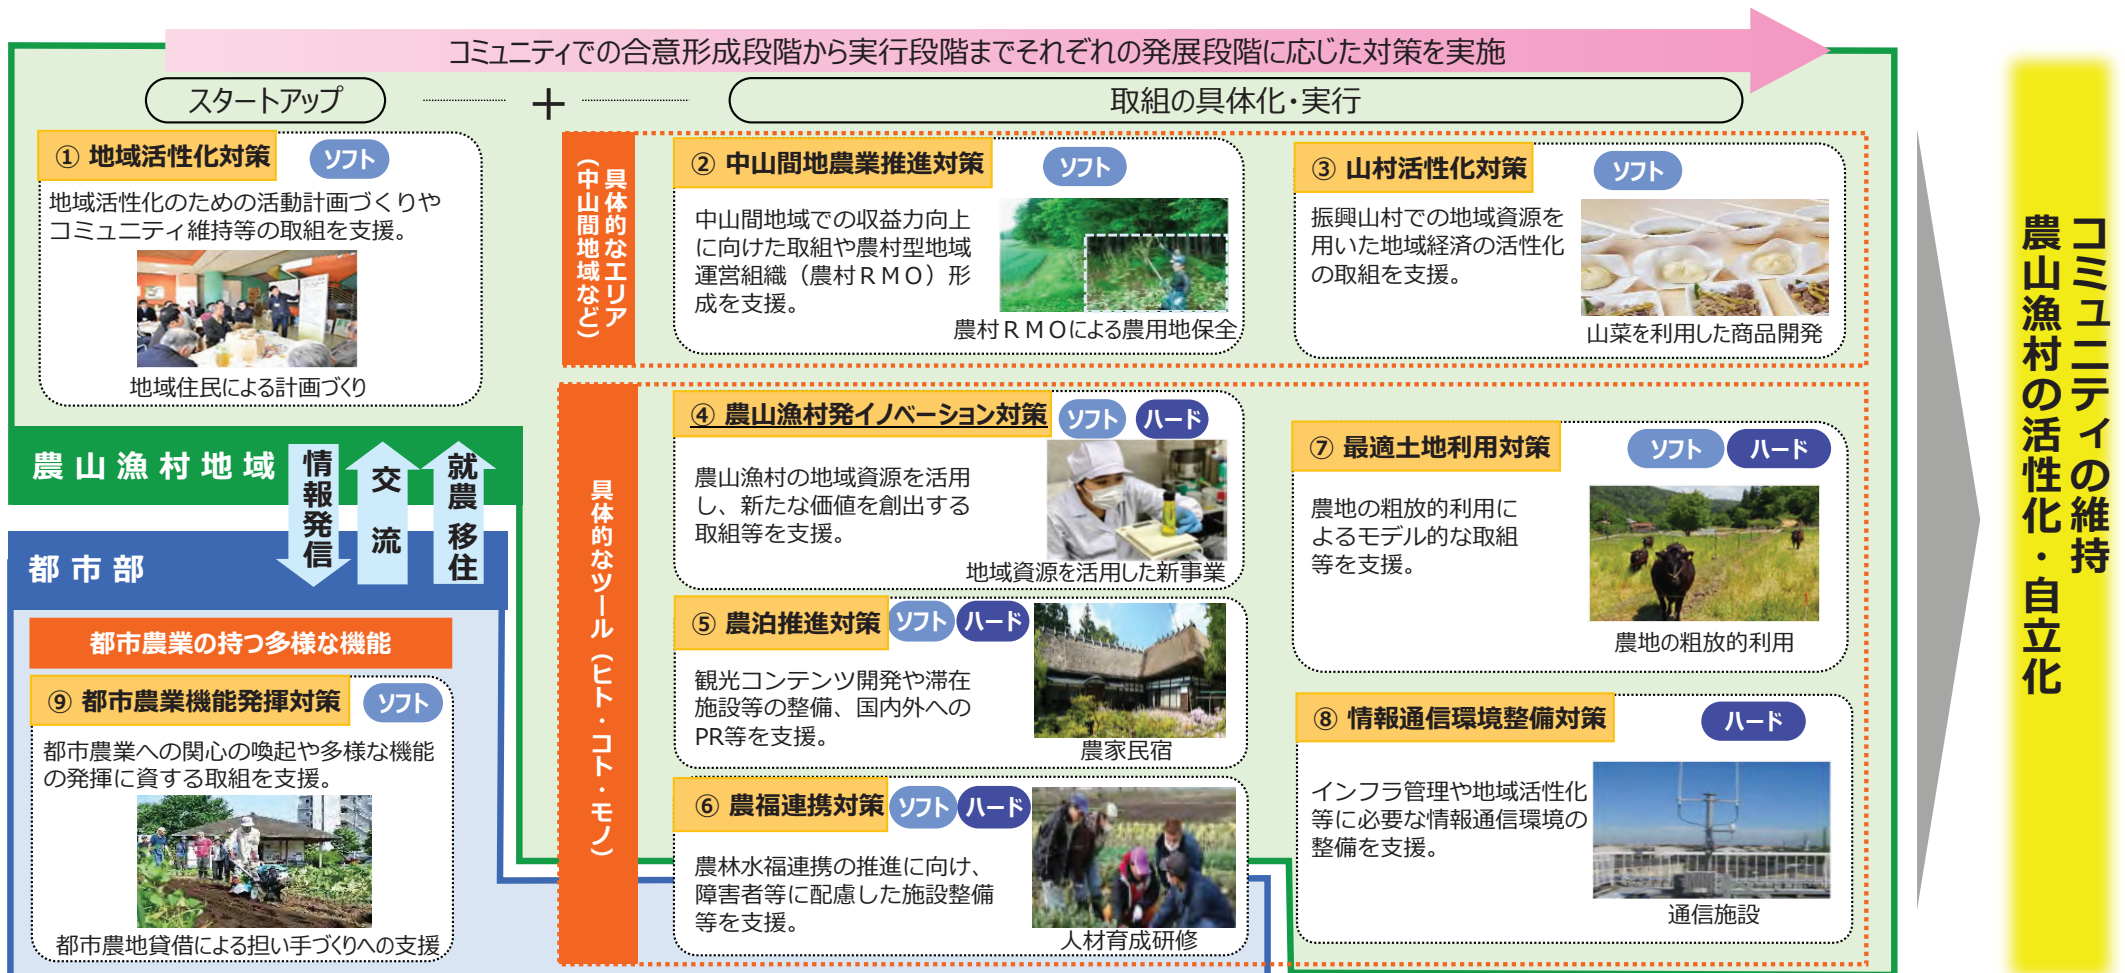 コミュニティでの合意形成段階から実行段階までそれぞれの発展段階に応じた対策を実施
スタートアップ
＋
取組の具体化・実行
① 地域活性化対策
ソフト
地域活性化のための活動計画づくりや
コミュニティ維持等の取組を支援。
地域住民による計画づくり
具体的なエリア
（中山間地域など）
② 中山間地農業推進対策
ソフト
中山間地域での収益力向上
に向けた取組や農村型地域
運営組織（農村ＲＭＯ）形
成を支援。
農村ＲＭＯによる農用地保全
③ 山村活性化対策
ソフト
振興山村での地域資源を
用いた地域経済の活性化
の取組を支援。
山菜を利用した商品開発
農山漁村地域
情報発信
交流
就農移住
都市部
都市農業の持つ多様な機能
⑨ 都市農業機能発揮対策
ソフト
都市農業への関心の喚起や多様な機能
の発揮に資する取組を支援。
都市農地貸借による担い手づくりへの支援
具体的なツール（ヒト・コト・モノ）
④ 農山漁村発イノベーション対策
ソフト
ハード
農山漁村の地域資源を活用
し、新たな価値を創出する
取組等を支援。
地域資源を活用した新事業
⑤ 農泊推進対策
ソフト
ハード
観光コンテンツ開発や滞在
施設等の整備、国内外への
PR等を支援。
農家民宿
⑥ 農福連携対策
ソフト
ハード
農林水福連携の推進に向け、
障害者等に配慮した施設整備
等を支援。
人材育成研修
⑦ 最適土地利用対策
ソフト
ハード
農地の粗放的利用に
よるモデル的な取組
等を支援。
農地の粗放的利用
⑧ 情報通信環境整備対策
ハード
インフラ管理や地域活性化
等に必要な情報通信環境の
整備を支援。
通信施設
コミュニティの維持
農山漁村の活性化・自立化